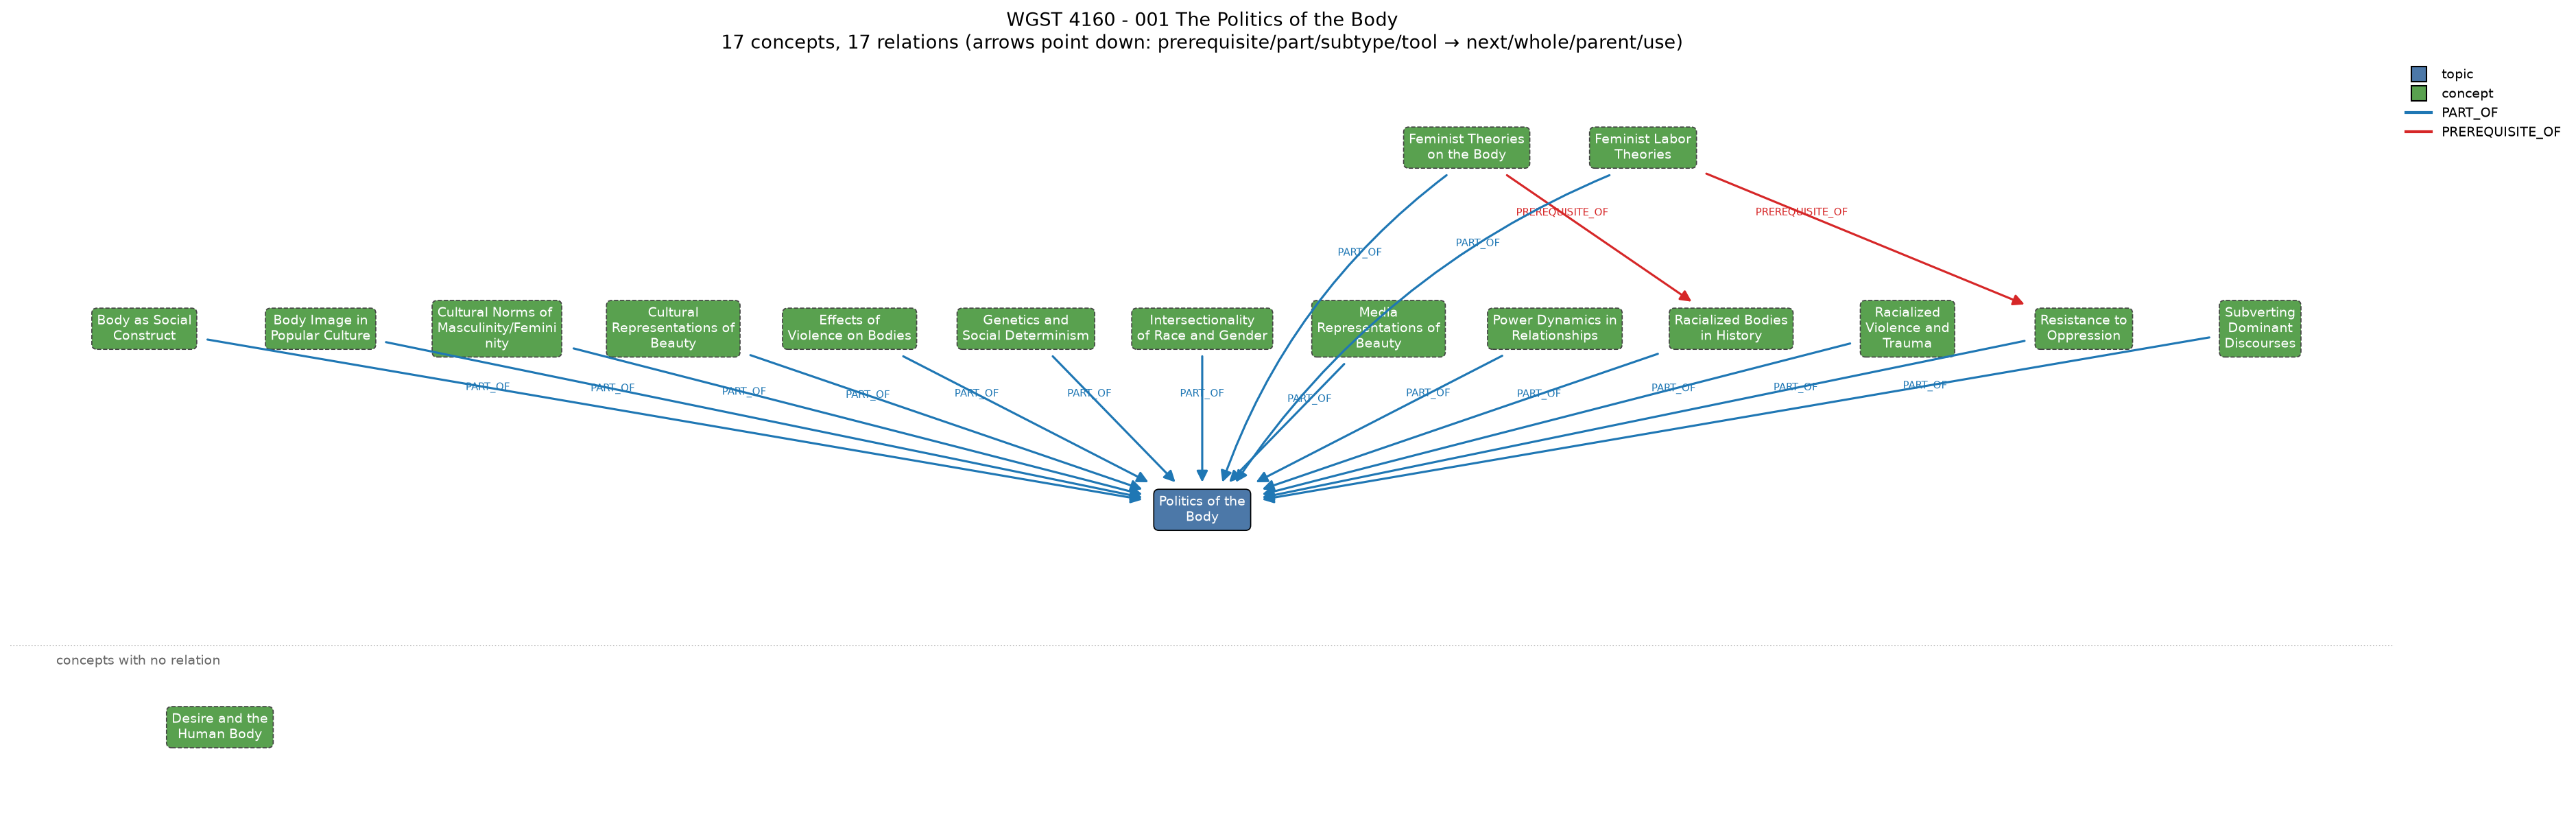 WGST 4160 - 001 The Politics of the Body
17 concepts, 17 relations (arrows point down: prerequisite/part/subtype/tool → next/whole/parent/use)
topic
concept
PART_OF
PREREQUISITE_OF
Feminist Theories
on the Body
Feminist Labor
Theories
PREREQUISITE_OF
PREREQUISITE_OF
PART_OF
PART_OF
Body as Social
Construct
Body Image in
Popular Culture
Cultural Norms of
Masculinity/Femini
nity
Cultural
Representations of
Beauty
Effects of
Violence on Bodies
Genetics and
Social Determinism
Intersectionality
of Race and Gender
Media
Representations of
Beauty
Power Dynamics in
Relationships
Racialized Bodies
in History
Racialized
Violence and
Trauma
Resistance to
Oppression
Subverting
Dominant
Discourses
PART_OF
PART_OF
PART_OF
PART_OF
PART_OF
PART_OF
PART_OF
PART_OF
PART_OF
PART_OF
PART_OF
PART_OF
PART_OF
Politics of the
Body
concepts with no relation
Desire and the
Human Body